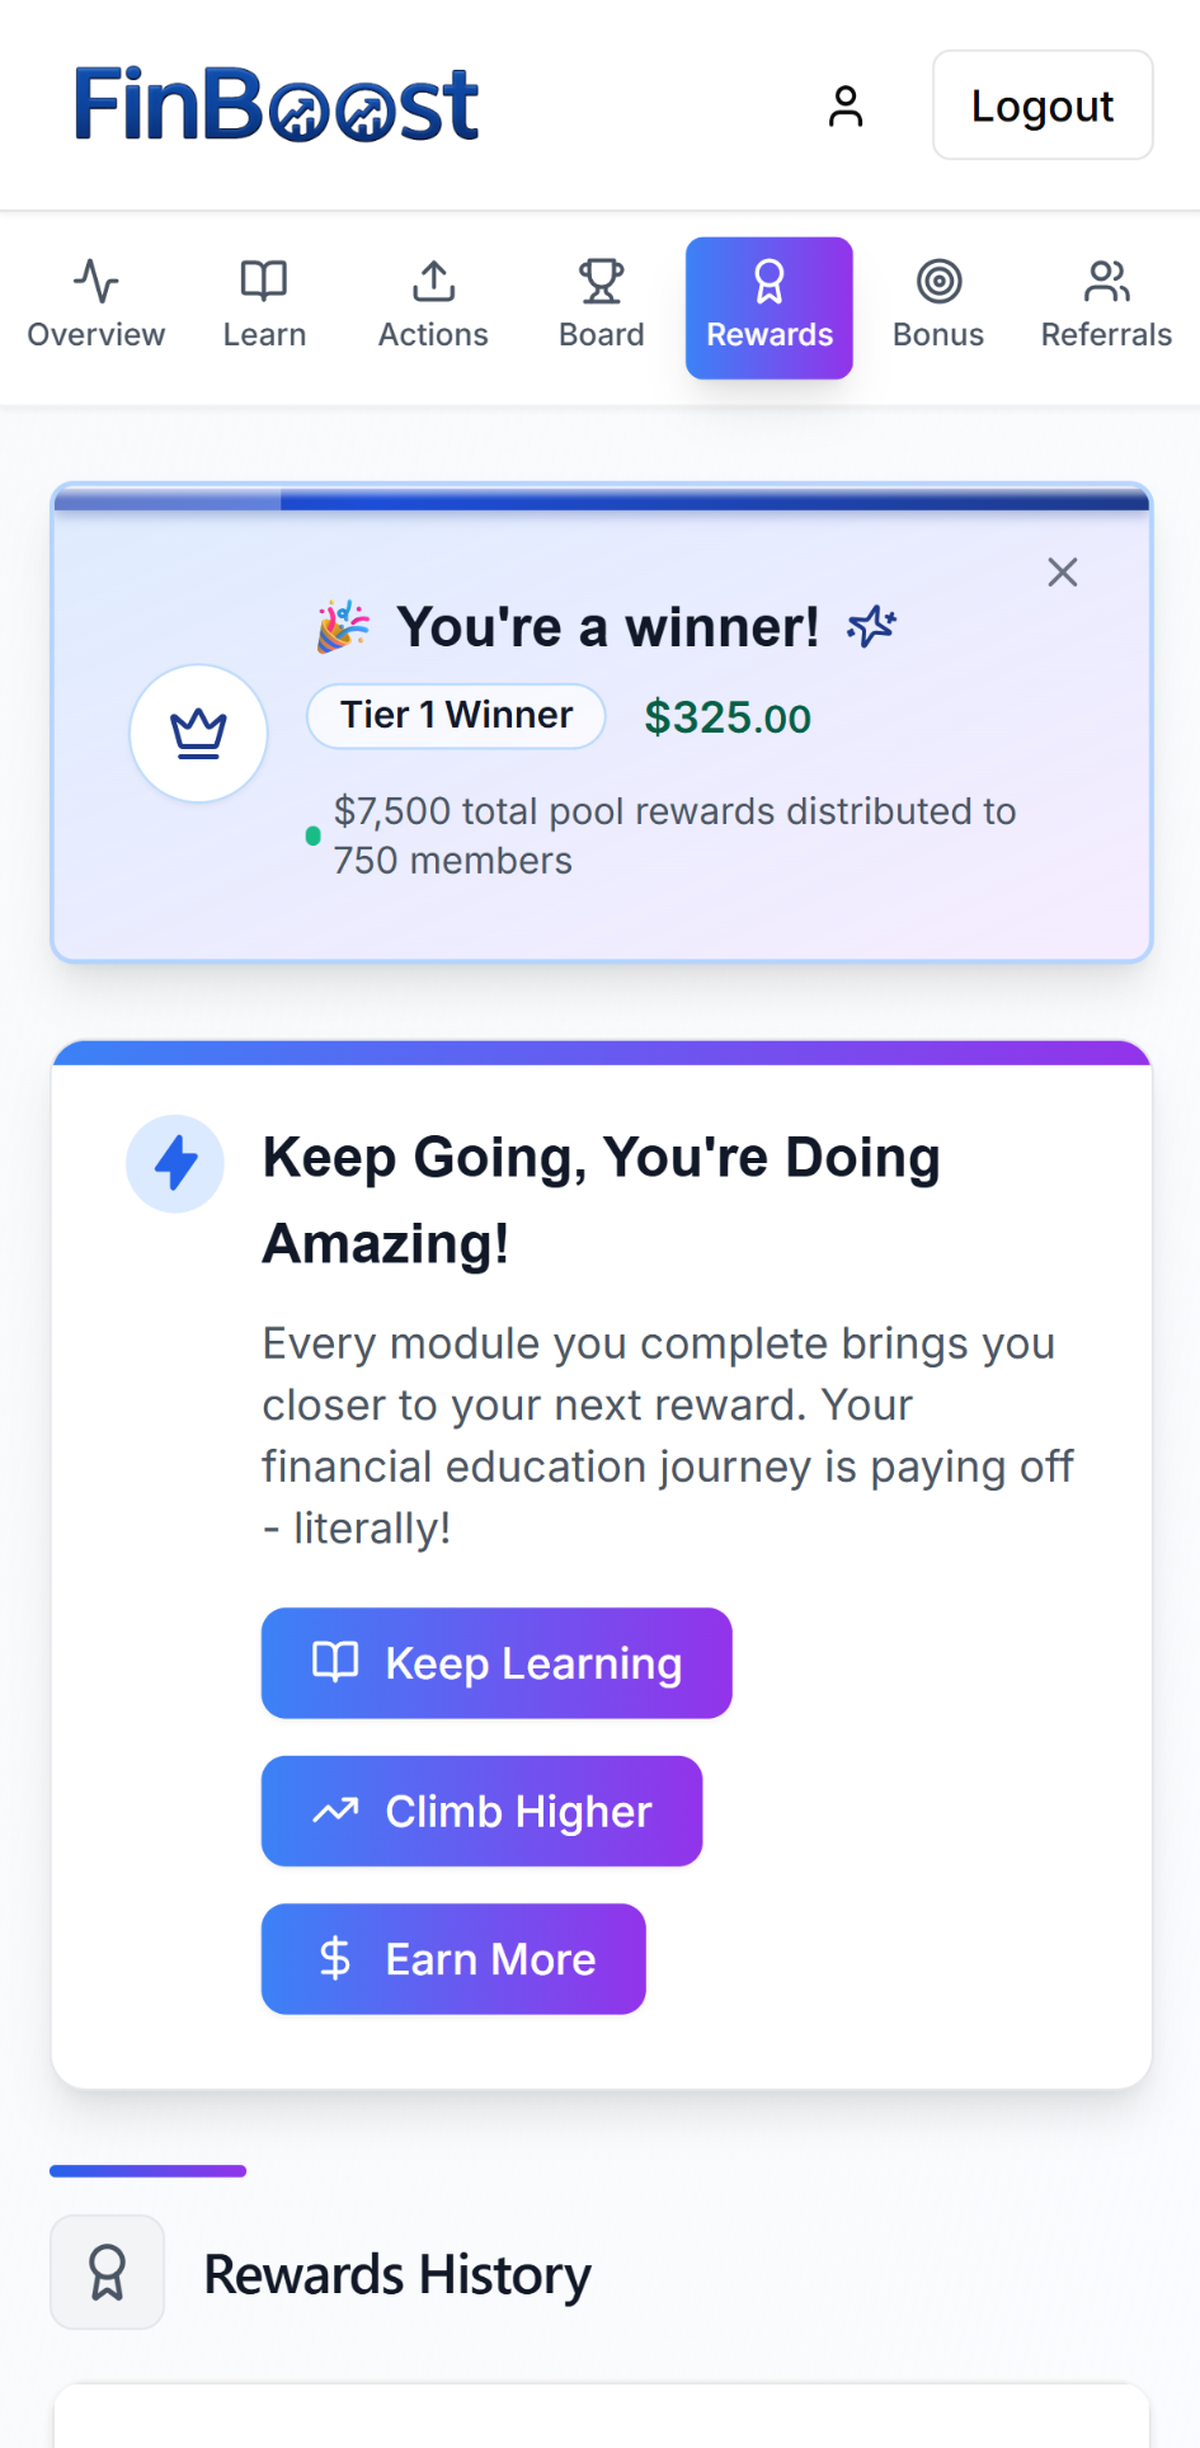 FinBoost
Logout
Overview
Learn
Actions
Board
Rewards
Bonus
Referrals
🎉 You're a winner!
Tier 1 Winner
$325.00
$7,500 total pool rewards distributed to
750 members
Keep Going, You're Doing
Amazing!
Every module you complete brings you
closer to your next reward. Your
financial education journey is paying off
- literally!
Keep Learning
Climb Higher
Earn More
Rewards History